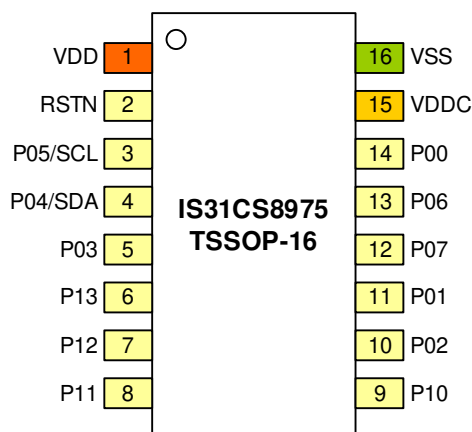 VDD 1 16 VSS
RSTN 2 15 VDDC
P05/SCL 3 14 P00
P04/SDA 4 13 P06
IS31CS8975
TSSOP-16
P03 5 12 P07
P13 6 11 P01
P12 7 10 P02
P11 8 9 P10